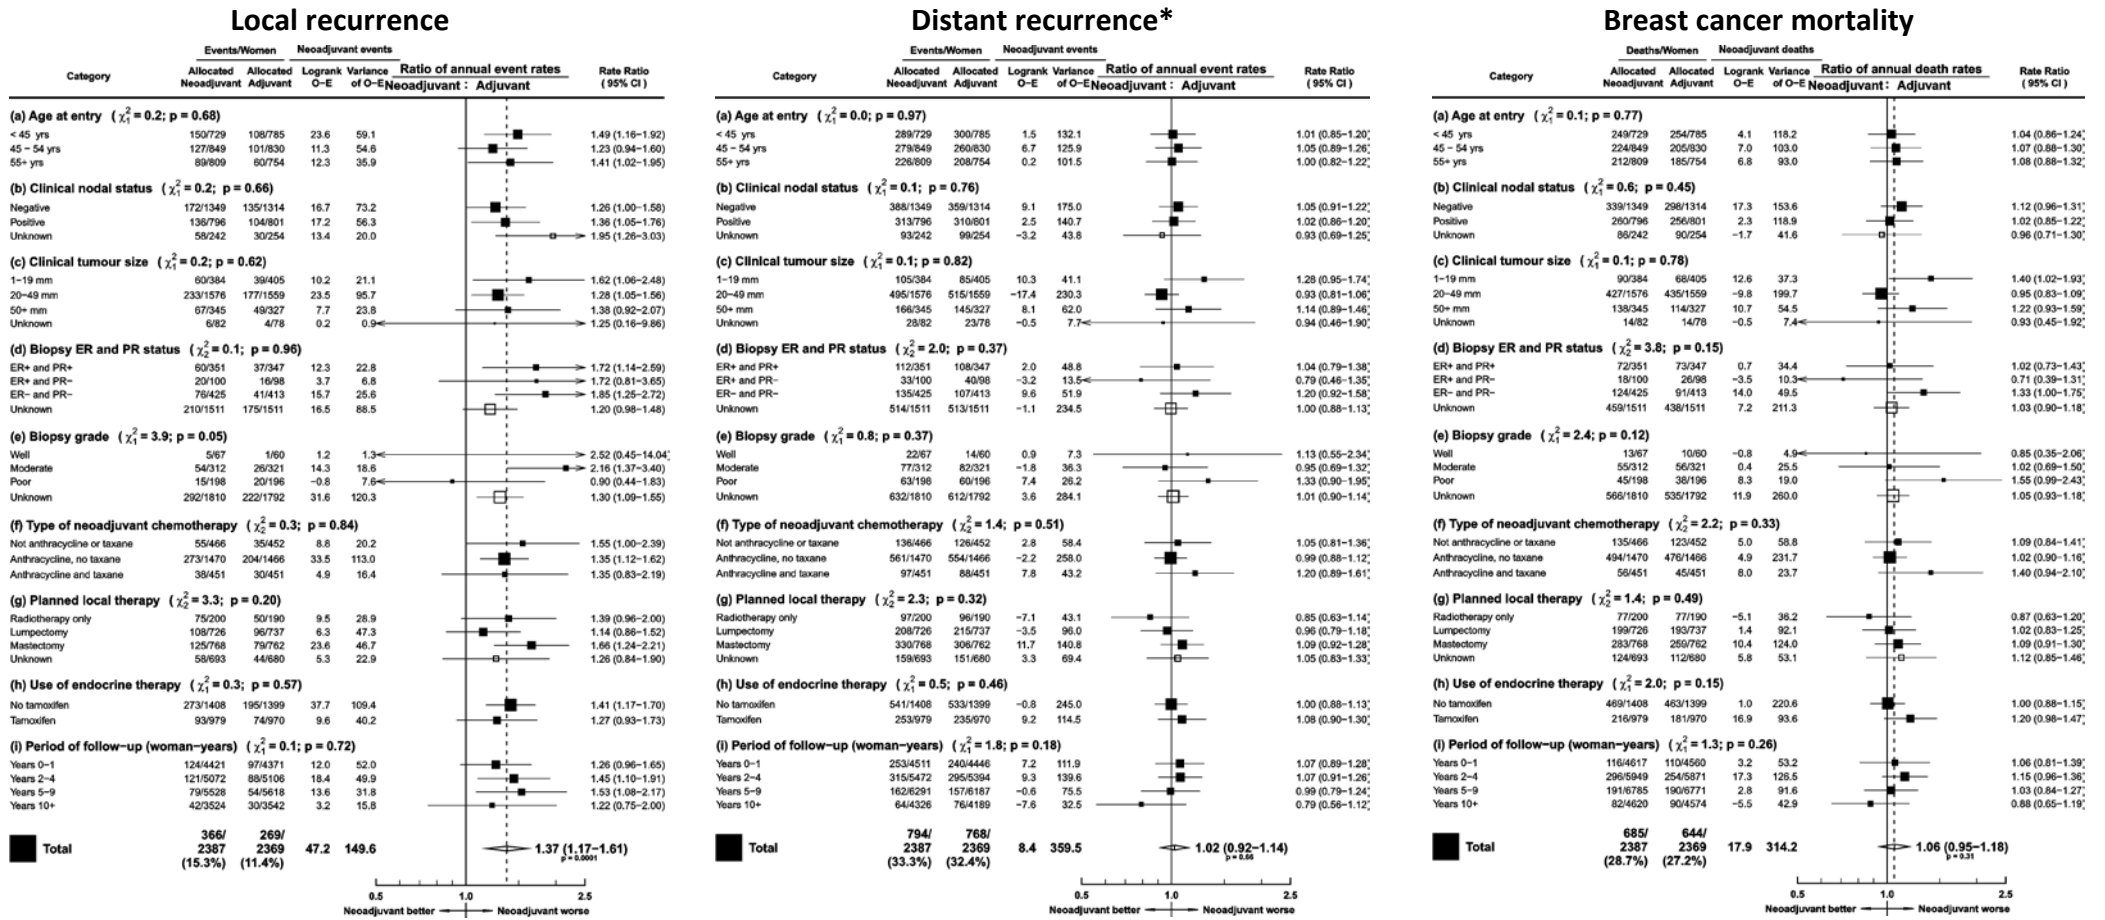 Local recurrence
Events/Women Neoadjuvant events
Category Allocated Neoadjuvant Allocated Adjuvant Logrank O−E Variance of O−E Ratio of annual event rates Neoadjuvant : Adjuvant Rate Ratio (95% CI)
(a) Age at entry (χ²₁ = 0.2; p = 0.68)
< 45 yrs 150/729 108/785 23.6 59.1 1.49 (1.16−1.92)
45 − 54 yrs 127/849 101/830 11.3 54.6 1.23 (0.94−1.60)
55+ yrs 89/809 60/754 12.3 35.9 1.41 (1.02−1.95)
(b) Clinical nodal status (χ²₁ = 0.2; p = 0.66)
Negative 172/1349 135/1314 16.7 73.2 1.26 (1.00−1.58)
Positive 136/796 104/801 17.2 56.3 1.36 (1.05−1.76)
Unknown 58/242 30/254 13.4 20.0 1.95 (1.26−3.03)
(c) Clinical tumour size (χ²₁ = 0.2; p = 0.62)
1−19 mm 60/384 39/405 10.2 21.1 1.62 (1.06−2.48)
20−49 mm 233/1576 177/1559 23.5 95.7 1.28 (1.05−1.56)
50+ mm 67/345 49/327 7.7 23.8 1.38 (0.92−2.07)
Unknown 6/82 4/78 0.2 0.9 1.25 (0.16−9.86)
(d) Biopsy ER and PR status (χ²₂ = 0.1; p = 0.96)
ER+ and PR+ 60/351 37/347 12.3 22.8 1.72 (1.14−2.59)
ER+ and PR− 20/100 16/98 3.7 6.8 1.72 (0.81−3.65)
ER− and PR− 76/425 41/413 15.7 25.6 1.85 (1.25−2.72)
Unknown 210/1511 175/1511 16.5 88.5 1.20 (0.98−1.48)
(e) Biopsy grade (χ²₁ = 3.9; p = 0.05)
Well 5/67 1/60 1.2 1.3 2.52 (0.45−14.04)
Moderate 54/312 26/321 14.3 18.6 2.16 (1.37−3.40)
Poor 15/198 20/196 −0.8 7.6 0.90 (0.44−1.83)
Unknown 292/1810 222/1792 31.6 120.3 1.30 (1.09−1.55)
(f) Type of neoadjuvant chemotherapy (χ²₂ = 0.3; p = 0.84)
Not anthracycline or taxane 55/466 35/452 8.8 20.2 1.55 (1.00−2.39)
Anthracycline, no taxane 273/1470 204/1466 33.5 113.0 1.35 (1.12−1.62)
Anthracycline and taxane 38/451 30/451 4.9 16.4 1.35 (0.83−2.19)
(g) Planned local therapy (χ²₂ = 3.3; p = 0.20)
Radiotherapy only 75/200 50/190 9.5 28.9 1.39 (0.96−2.00)
Lumpectomy 108/726 96/737 6.3 47.3 1.14 (0.86−1.52)
Mastectomy 125/768 79/762 23.6 46.7 1.66 (1.24−2.21)
Unknown 58/693 44/680 5.3 22.9 1.26 (0.84−1.90)
(h) Use of endocrine therapy (χ²₁ = 0.3; p = 0.57)
No tamoxifen 273/1408 195/1399 37.7 109.4 1.41 (1.17−1.70)
Tamoxifen 93/979 74/970 9.6 40.2 1.27 (0.93−1.73)
(i) Period of follow−up (woman−years) (χ²₁ = 0.1; p = 0.72)
Years 0−1 124/4421 97/4371 12.0 52.0 1.26 (0.96−1.65)
Years 2−4 121/5072 88/5106 18.4 49.9 1.45 (1.10−1.91)
Years 5−9 79/5528 54/5618 13.6 31.8 1.53 (1.08−2.17)
Years 10+ 42/3524 30/3542 3.2 15.8 1.22 (0.75−2.00)
Total 366/2387 (15.3%) 269/2369 (11.4%) 47.2 149.6 1.37 (1.17−1.61)
p = 0.0001
0.5 1.0 2.5
Neoadjuvant better Neoadjuvant worse
Distant recurrence*
Events/Women Neoadjuvant events
Category Allocated Neoadjuvant Allocated Adjuvant Logrank O−E Variance of O−E Ratio of annual event rates Neoadjuvant : Adjuvant Rate Ratio (95% CI)
(a) Age at entry (χ²₁ = 0.0; p = 0.97)
< 45 yrs 289/729 300/785 1.5 132.1 1.01 (0.85−1.20)
45 − 54 yrs 279/849 260/830 6.7 125.9 1.05 (0.89−1.26)
55+ yrs 226/809 208/754 0.2 101.5 1.00 (0.82−1.22)
(b) Clinical nodal status (χ²₁ = 0.1; p = 0.76)
Negative 388/1349 359/1314 9.1 175.0 1.05 (0.91−1.22)
Positive 313/796 310/801 2.5 140.7 1.02 (0.86−1.20)
Unknown 93/242 99/254 −3.2 43.8 0.93 (0.69−1.25)
(c) Clinical tumour size (χ²₁ = 0.1; p = 0.82)
1−19 mm 105/384 85/405 10.3 41.1 1.28 (0.95−1.74)
20−49 mm 495/1576 515/1559 −17.4 230.3 0.93 (0.81−1.06)
50+ mm 166/345 145/327 8.1 62.0 1.14 (0.89−1.46)
Unknown 28/82 23/78 −0.5 7.7 0.94 (0.46−1.90)
(d) Biopsy ER and PR status (χ²₂ = 2.0; p = 0.37)
ER+ and PR+ 112/351 108/347 2.0 48.8 1.04 (0.79−1.38)
ER+ and PR− 33/100 40/98 −3.2 13.5 0.79 (0.46−1.35)
ER− and PR− 135/425 107/413 9.6 51.9 1.20 (0.92−1.58)
Unknown 514/1511 513/1511 −1.1 234.5 1.00 (0.88−1.13)
(e) Biopsy grade (χ²₁ = 0.8; p = 0.37)
Well 22/67 14/60 0.9 7.3 1.13 (0.55−2.34)
Moderate 77/312 82/321 −1.8 36.3 0.95 (0.69−1.32)
Poor 63/198 60/196 7.4 26.2 1.33 (0.90−1.95)
Unknown 632/1810 612/1792 3.6 284.1 1.01 (0.90−1.14)
(f) Type of neoadjuvant chemotherapy (χ²₂ = 1.4; p = 0.51)
Not anthracycline or taxane 136/466 126/452 2.8 58.4 1.05 (0.81−1.36)
Anthracycline, no taxane 561/1470 554/1466 −2.2 258.0 0.99 (0.88−1.12)
Anthracycline and taxane 97/451 88/451 7.8 43.2 1.20 (0.89−1.61)
(g) Planned local therapy (χ²₂ = 2.3; p = 0.32)
Radiotherapy only 97/200 96/190 −7.1 43.1 0.85 (0.63−1.14)
Lumpectomy 208/726 215/737 −3.5 96.0 0.96 (0.79−1.18)
Mastectomy 330/768 306/762 11.7 140.8 1.09 (0.92−1.28)
Unknown 159/693 151/680 3.3 69.4 1.05 (0.83−1.33)
(h) Use of endocrine therapy (χ²₁ = 0.5; p = 0.46)
No tamoxifen 541/1408 533/1399 −0.8 245.0 1.00 (0.88−1.13)
Tamoxifen 253/979 235/970 9.2 114.5 1.08 (0.90−1.30)
(i) Period of follow−up (woman−years) (χ²₁ = 1.8; p = 0.18)
Years 0−1 253/4511 240/4446 7.2 111.9 1.07 (0.89−1.28)
Years 2−4 315/5472 295/5394 9.3 139.6 1.07 (0.91−1.26)
Years 5−9 162/6291 157/6187 −0.6 75.5 0.99 (0.79−1.24)
Years 10+ 64/4326 76/4189 −7.6 32.5 0.79 (0.56−1.12)
Total 794/2387 (33.3%) 768/2369 (32.4%) 8.4 359.5 1.02 (0.92−1.14)
p = 0.66
0.5 1.0 2.5
Neoadjuvant better Neoadjuvant worse
Breast cancer mortality
Deaths/Women Neoadjuvant deaths
Category Allocated Neoadjuvant Allocated Adjuvant Logrank O−E Variance of O−E Ratio of annual death rates Neoadjuvant : Adjuvant Rate Ratio (95% CI)
(a) Age at entry (χ²₁ = 0.1; p = 0.77)
< 45 yrs 249/729 254/785 4.1 118.2 1.04 (0.86−1.24)
45 − 54 yrs 224/849 205/830 7.0 103.0 1.07 (0.88−1.30)
55+ yrs 212/809 185/754 6.8 93.0 1.08 (0.88−1.32)
(b) Clinical nodal status (χ²₁ = 0.6; p = 0.45)
Negative 339/1349 298/1314 17.3 153.6 1.12 (0.96−1.31)
Positive 260/796 256/801 2.3 118.9 1.02 (0.85−1.22)
Unknown 86/242 90/254 −1.7 41.6 0.96 (0.71−1.30)
(c) Clinical tumour size (χ²₁ = 0.1; p = 0.78)
1−19 mm 90/384 68/405 12.6 37.3 1.40 (1.02−1.93)
20−49 mm 427/1576 435/1559 −9.8 199.7 0.95 (0.83−1.09)
50+ mm 138/345 114/327 10.7 54.5 1.22 (0.93−1.59)
Unknown 14/82 14/78 −0.5 7.4 0.93 (0.45−1.92)
(d) Biopsy ER and PR status (χ²₂ = 3.8; p = 0.15)
ER+ and PR+ 72/351 73/347 0.7 34.4 1.02 (0.73−1.43)
ER+ and PR− 18/100 26/98 −3.5 10.3 0.71 (0.39−1.31)
ER− and PR− 124/425 91/413 14.0 49.5 1.33 (1.00−1.75)
Unknown 459/1511 438/1511 7.2 211.3 1.03 (0.90−1.18)
(e) Biopsy grade (χ²₁ = 2.4; p = 0.12)
Well 13/67 10/60 −0.8 4.9 0.85 (0.35−2.06)
Moderate 55/312 56/321 0.4 25.5 1.02 (0.69−1.50)
Poor 45/198 38/196 8.3 19.0 1.55 (0.99−2.43)
Unknown 566/1810 535/1792 11.9 260.0 1.05 (0.93−1.18)
(f) Type of neoadjuvant chemotherapy (χ²₂ = 2.2; p = 0.33)
Not anthracycline or taxane 135/466 123/452 5.0 58.8 1.09 (0.84−1.41)
Anthracycline, no taxane 494/1470 476/1466 4.9 231.7 1.02 (0.90−1.16)
Anthracycline and taxane 56/451 45/451 8.0 23.7 1.40 (0.94−2.10)
(g) Planned local therapy (χ²₂ = 1.4; p = 0.49)
Radiotherapy only 77/200 77/190 −5.1 36.2 0.87 (0.63−1.20)
Lumpectomy 199/726 193/737 1.4 92.1 1.02 (0.83−1.25)
Mastectomy 283/768 259/762 10.4 124.0 1.09 (0.91−1.30)
Unknown 124/693 112/680 5.8 53.1 1.12 (0.85−1.46)
(h) Use of endocrine therapy (χ²₁ = 2.0; p = 0.15)
No tamoxifen 469/1408 463/1399 1.0 220.6 1.00 (0.88−1.15)
Tamoxifen 216/979 181/970 16.9 93.6 1.20 (0.98−1.47)
(i) Period of follow−up (woman−years) (χ²₁ = 1.3; p = 0.26)
Years 0−1 116/4617 110/4560 3.2 53.2 1.06 (0.81−1.39)
Years 2−4 296/5949 254/5871 17.3 126.5 1.15 (0.96−1.36)
Years 5−9 191/6785 190/6771 2.8 91.6 1.03 (0.84−1.27)
Years 10+ 82/4620 90/4574 −5.5 42.9 0.88 (0.65−1.19)
Total 685/2387 (28.7%) 644/2369 (27.2%) 17.9 314.2 1.06 (0.95−1.18)
p = 0.31
0.5 1.0 2.5
Neoadjuvant better Neoadjuvant worse